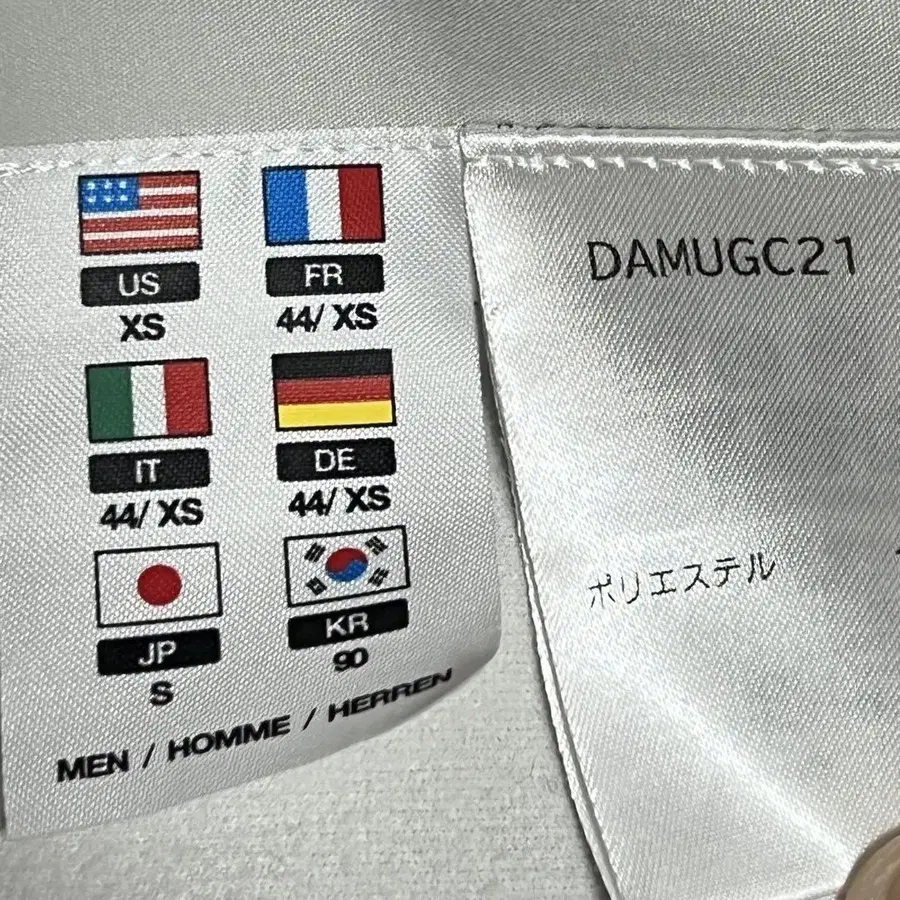 US
XS
FR
44/ XS
IT
44/ XS
DE
44/ XS
JP
S
KR
90
MEN / HOMME / HERREN
DAMUGC21
ポリエステル